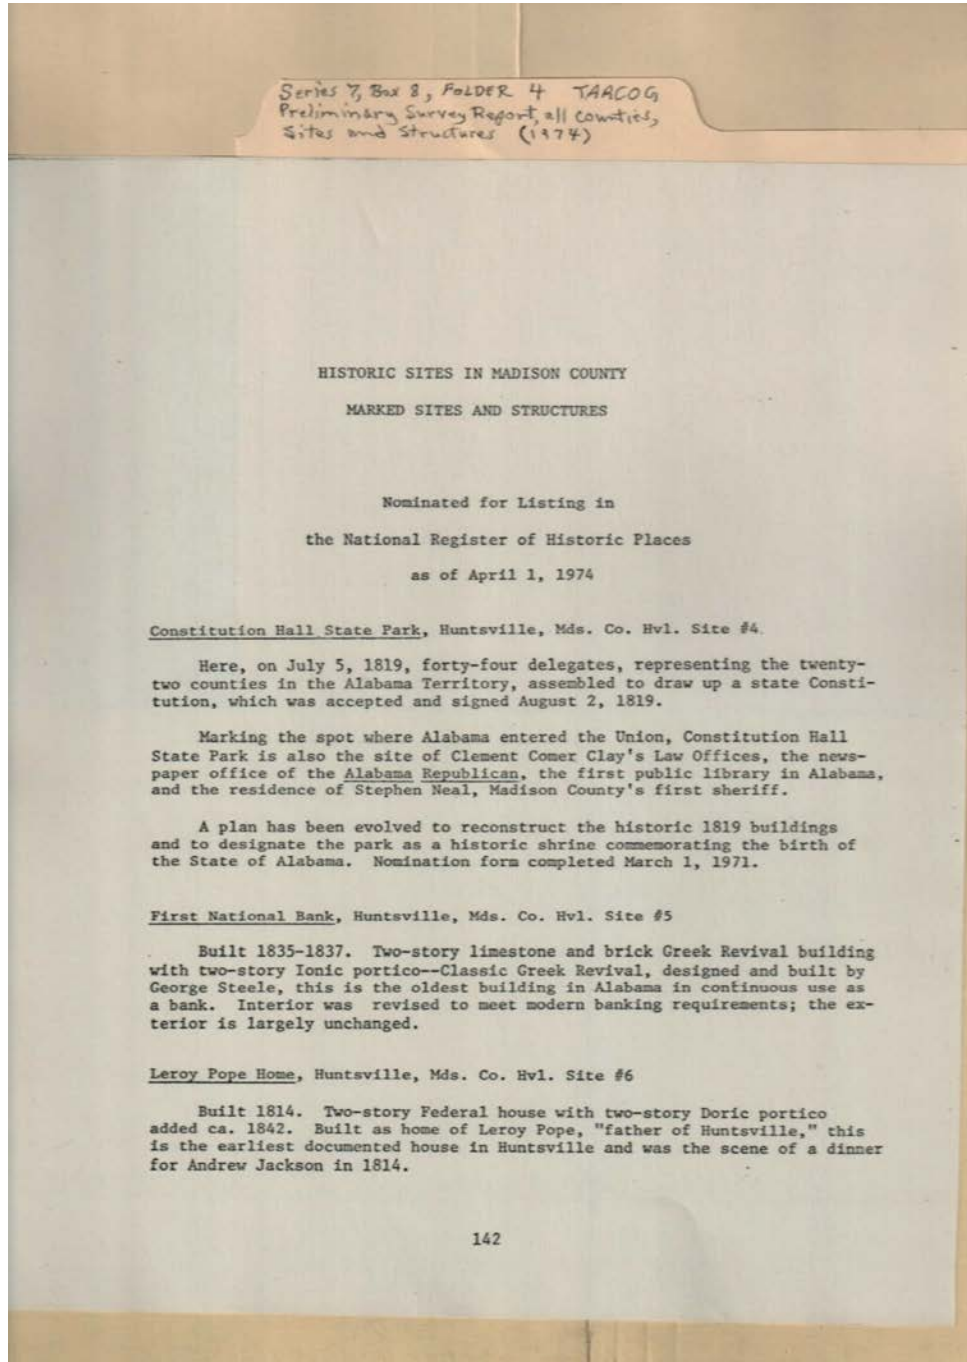 Series 7, Box 8, FOLDER 4 TARCOG
Preliminary Survey Report, all counties,
Sites and Structures (1974)
HISTORIC SITES IN MADISON COUNTY
MARKED SITES AND STRUCTURES
Nominated for Listing in
the National Register of Historic Places
as of April 1, 1974
Constitution Hall State Park, Huntsville, Mds. Co. Hvl. Site #4.
Here, on July 5, 1819, forty-four delegates, representing the twenty-
two counties in the Alabama Territory, assembled to draw up a state Consti-
tution, which was accepted and signed August 2, 1819.
Marking the spot where Alabama entered the Union, Constitution Hall
State Park is also the site of Clement Comer Clay's Law Offices, the news-
paper office of the Alabama Republican, the first public library in Alabama,
and the residence of Stephen Neal, Madison County's first sheriff.
A plan has been evolved to reconstruct the historic 1819 buildings
and to designate the park as a historic shrine commemorating the birth of
the State of Alabama. Nomination form completed March 1, 1971.
First National Bank, Huntsville, Mds. Co. Hvl. Site #5
Built 1835-1837. Two-story limestone and brick Greek Revival building
with two-story Ionic portico--Classic Greek Revival, designed and built by
George Steele, this is the oldest building in Alabama in continuous use as
a bank. Interior was revised to meet modern banking requirements; the ex-
terior is largely unchanged.
Leroy Pope Home, Huntsville, Mds. Co. Hvl. Site #6
Built 1814. Two-story Federal house with two-story Doric portico
added ca. 1842. Built as home of Leroy Pope, "father of Huntsville," this
is the earliest documented house in Huntsville and was the scene of a dinner
for Andrew Jackson in 1814.
142